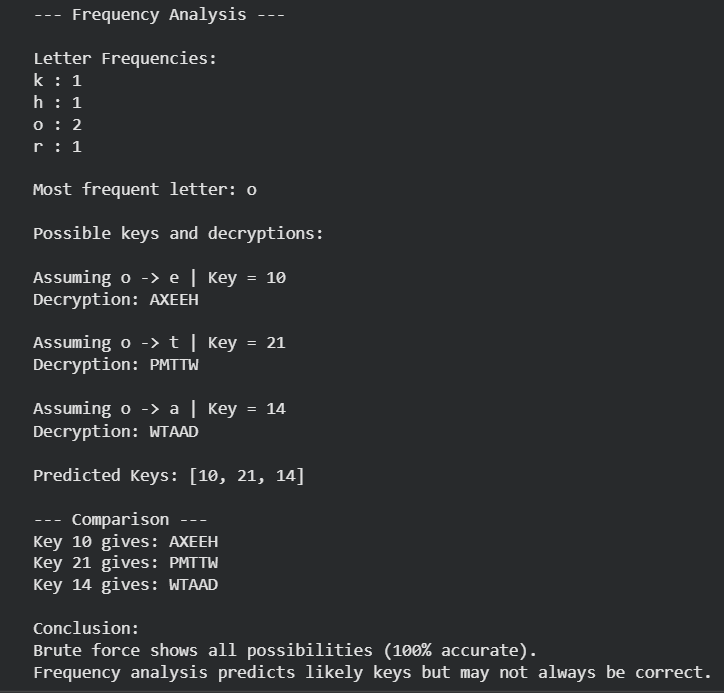 --- Frequency Analysis ---
Letter Frequencies:
k : 1
h : 1
o : 2
r : 1
Most frequent letter: o
Possible keys and decryptions:
Assuming o -> e | Key = 10
Decryption: AXEEH
Assuming o -> t | Key = 21
Decryption: PMTTW
Assuming o -> a | Key = 14
Decryption: WTAAD
Predicted Keys: [10, 21, 14]
--- Comparison ---
Key 10 gives: AXEEH
Key 21 gives: PMTTW
Key 14 gives: WTAAD
Conclusion:
Brute force shows all possibilities (100% accurate).
Frequency analysis predicts likely keys but may not always be correct.